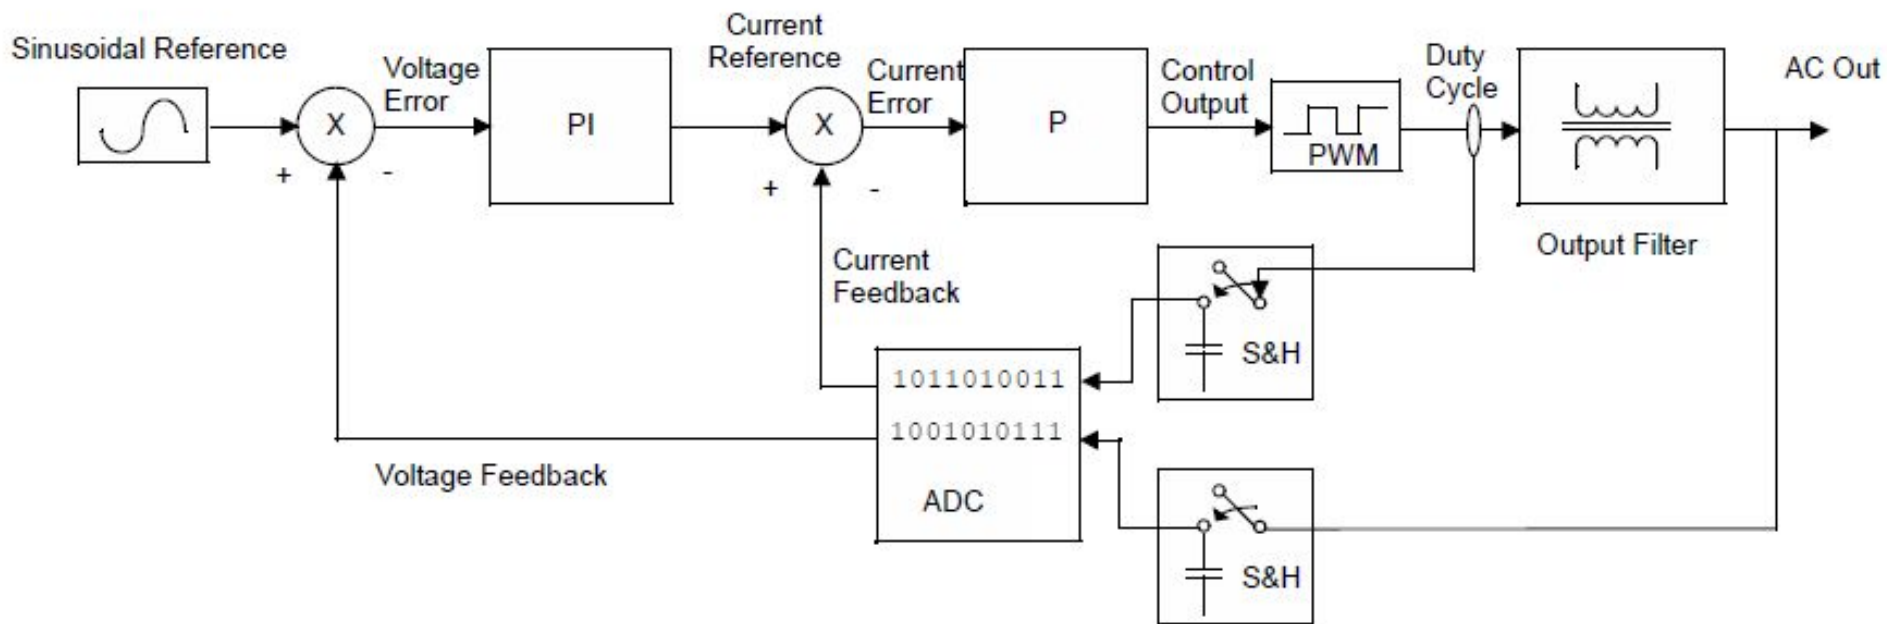 Sinusoidal Reference
X
+
-
Voltage
Error
PI
Current
Reference
X
+
-
Current
Error
P
Control
Output
PWM
Duty
Cycle
AC Out
Output Filter
Current
Feedback
S&H
1011010011
1001010111
ADC
Voltage Feedback
S&H